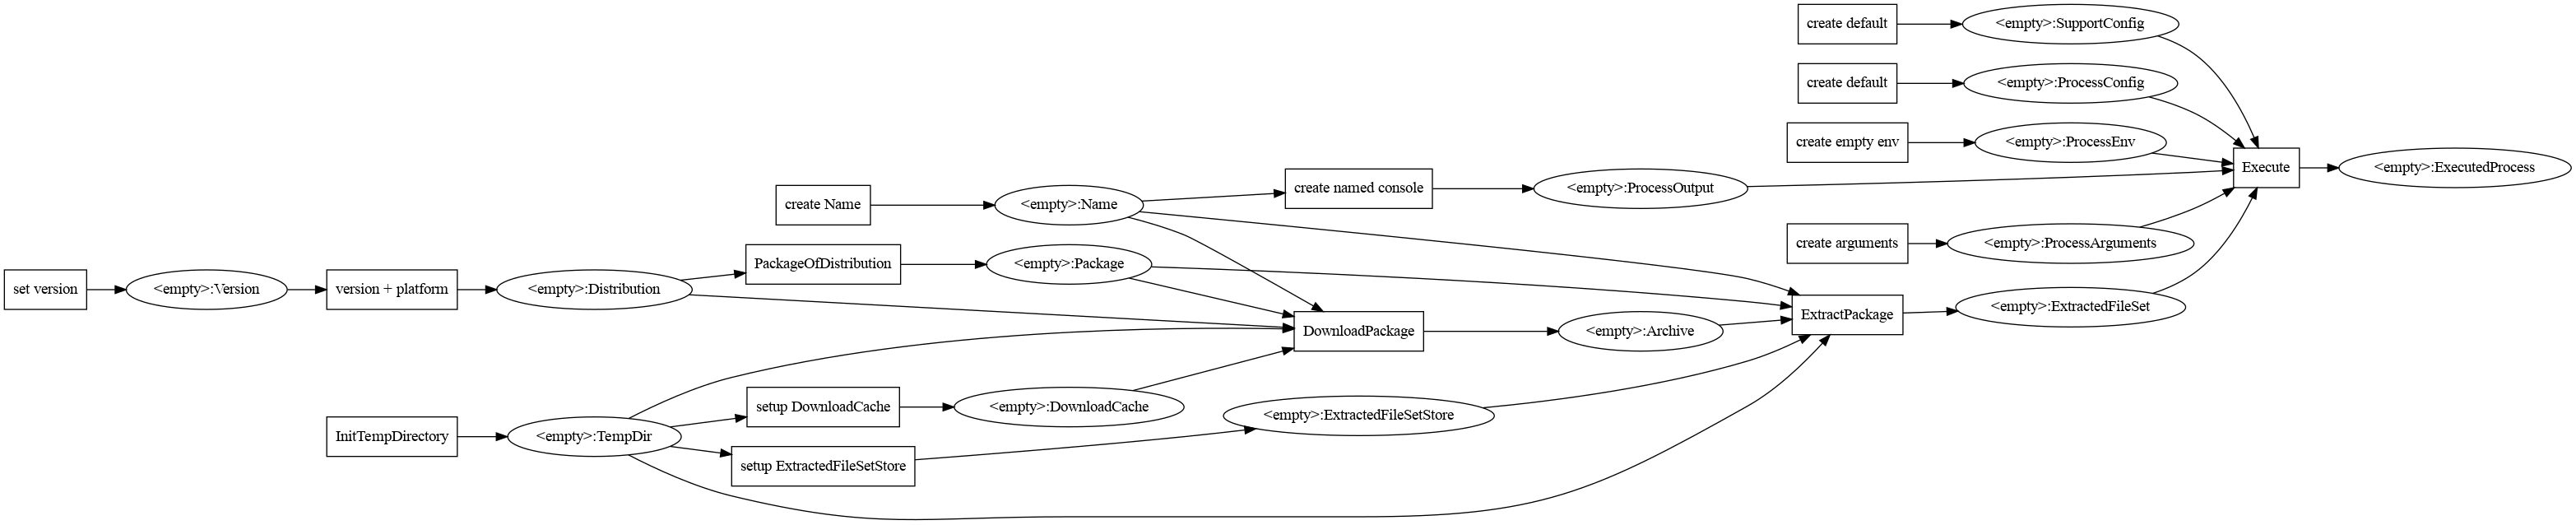 create default
<empty>:SupportConfig
create default
<empty>:ProcessConfig
create empty env
<empty>:ProcessEnv
Execute
<empty>:ExecutedProcess
create Name
<empty>:Name
create named console
<empty>:ProcessOutput
create arguments
<empty>:ProcessArguments
set version
<empty>:Version
version + platform
<empty>:Distribution
PackageOfDistribution
<empty>:Package
DownloadPackage
<empty>:Archive
ExtractPackage
<empty>:ExtractedFileSet
InitTempDirectory
<empty>:TempDir
setup DownloadCache
<empty>:DownloadCache
setup ExtractedFileSetStore
<empty>:ExtractedFileSetStore